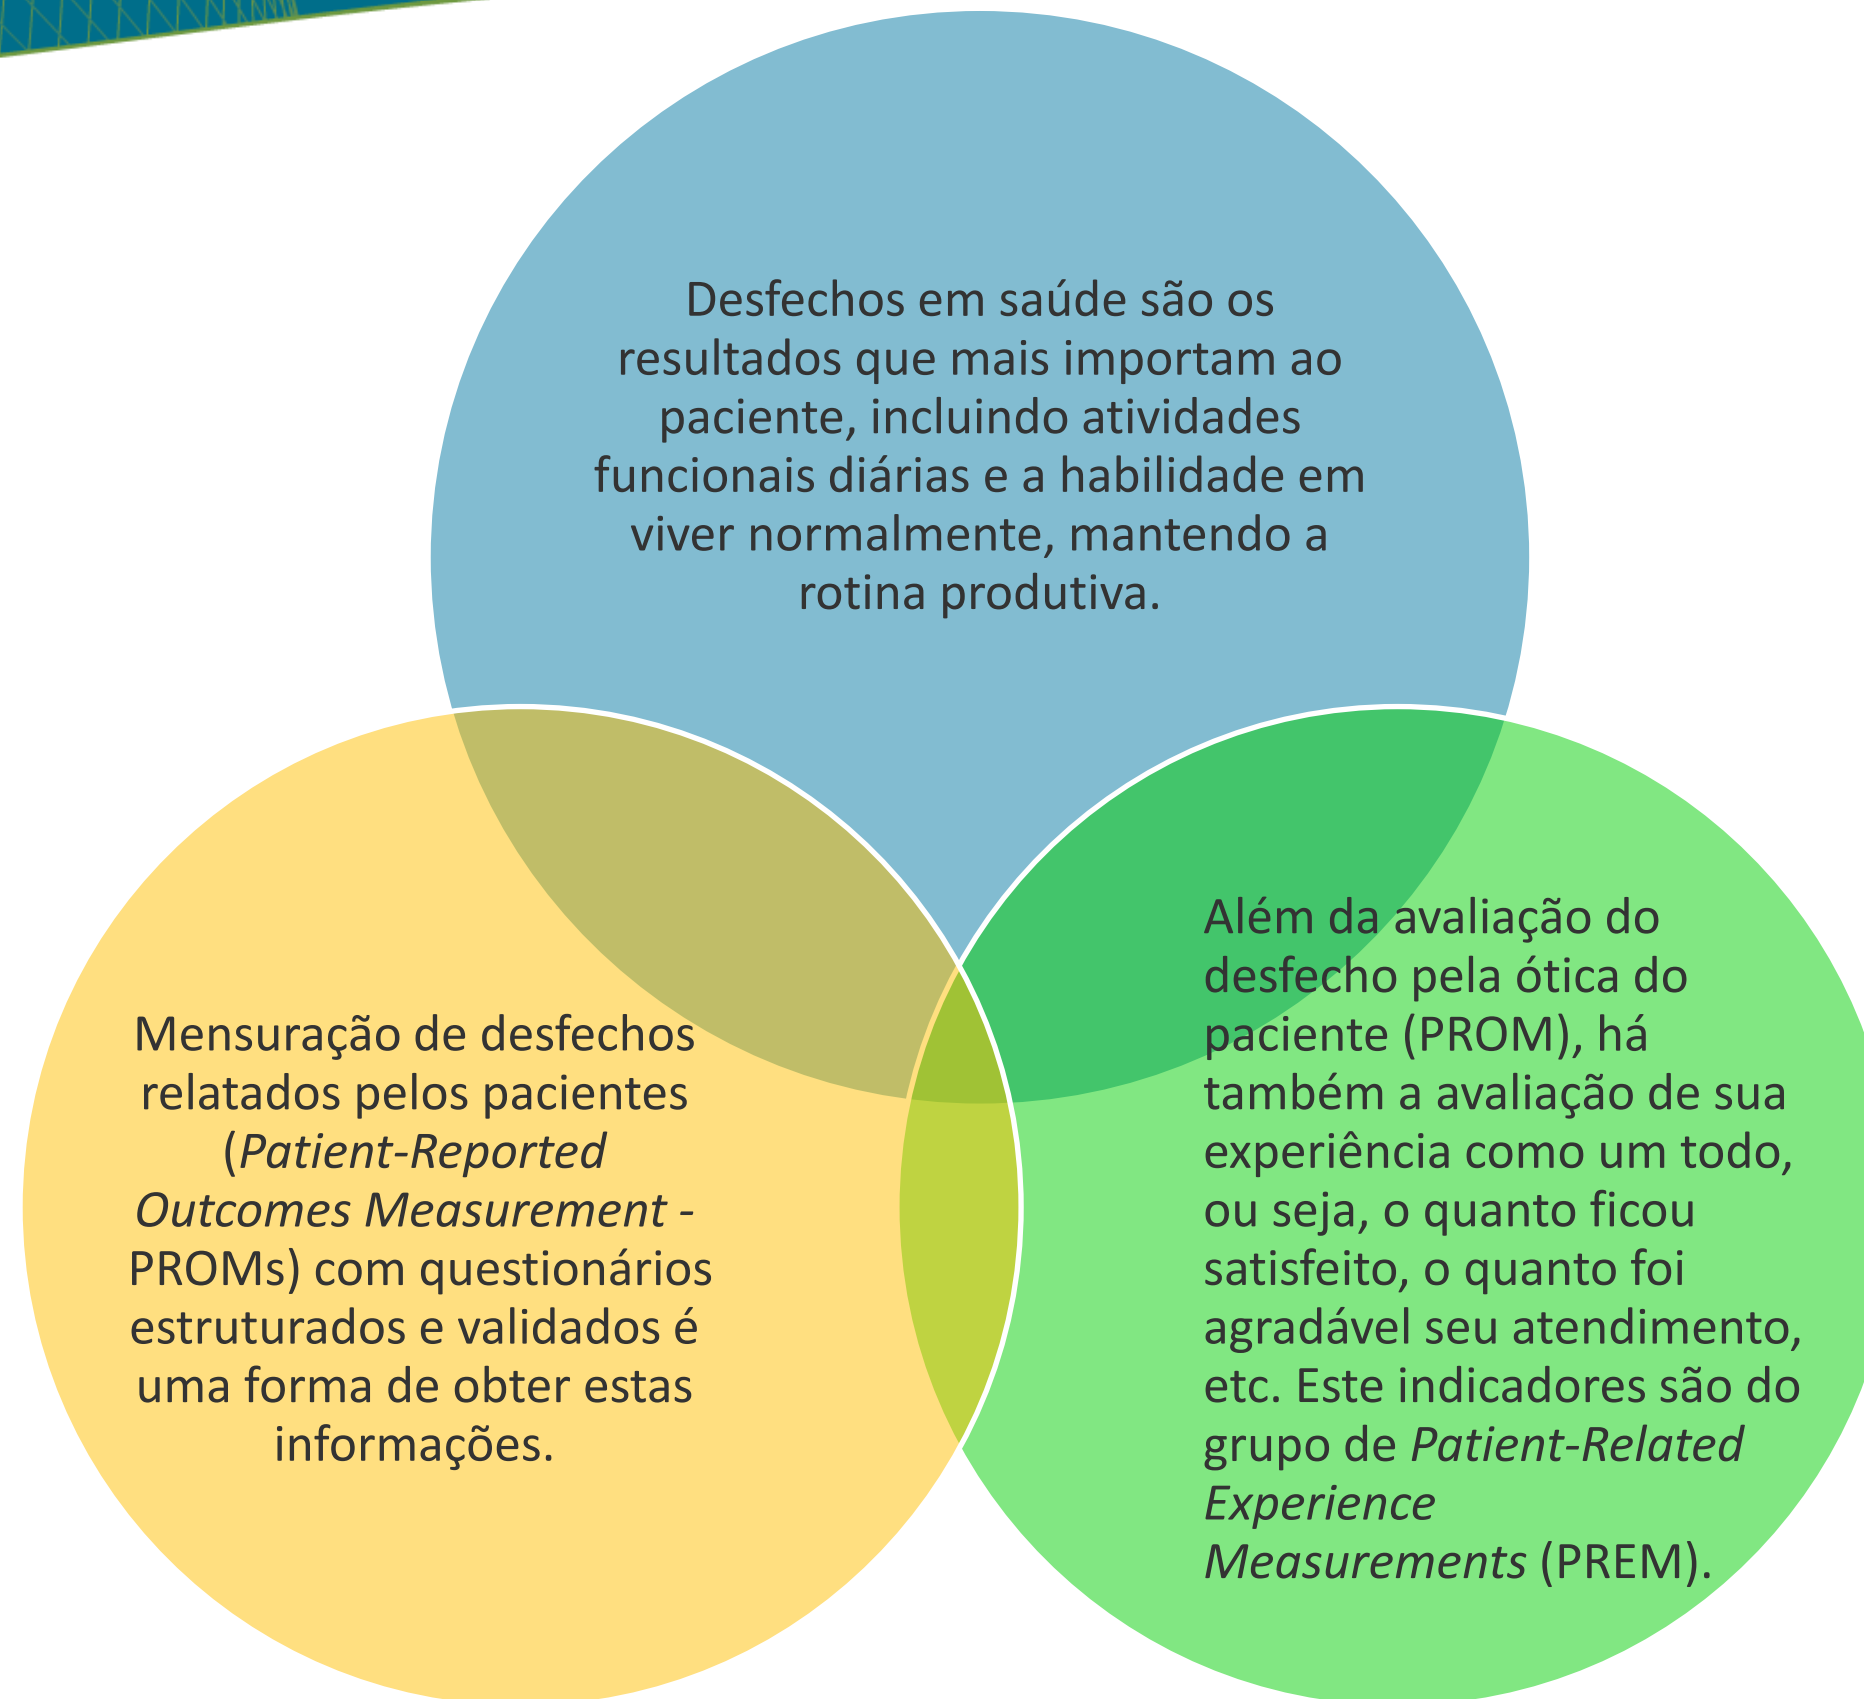 Desfechos em saúde são os
resultados que mais importam ao
paciente, incluindo atividades
funcionais diárias e a habilidade em
viver normalmente, mantendo a
rotina produtiva.
Mensuração de desfechos
relatados pelos pacientes
(Patient-Reported
Outcomes Measurement -
PROMs) com questionários
estruturados e validados é
uma forma de obter estas
informações.
Além da avaliação do
desfecho pela ótica do
paciente (PROM), há
também a avaliação de sua
experiência como um todo,
ou seja, o quanto ficou
satisfeito, o quanto foi
agradável seu atendimento,
etc. Este indicadores são do
grupo de Patient-Related
Experience
Measurements (PREM).